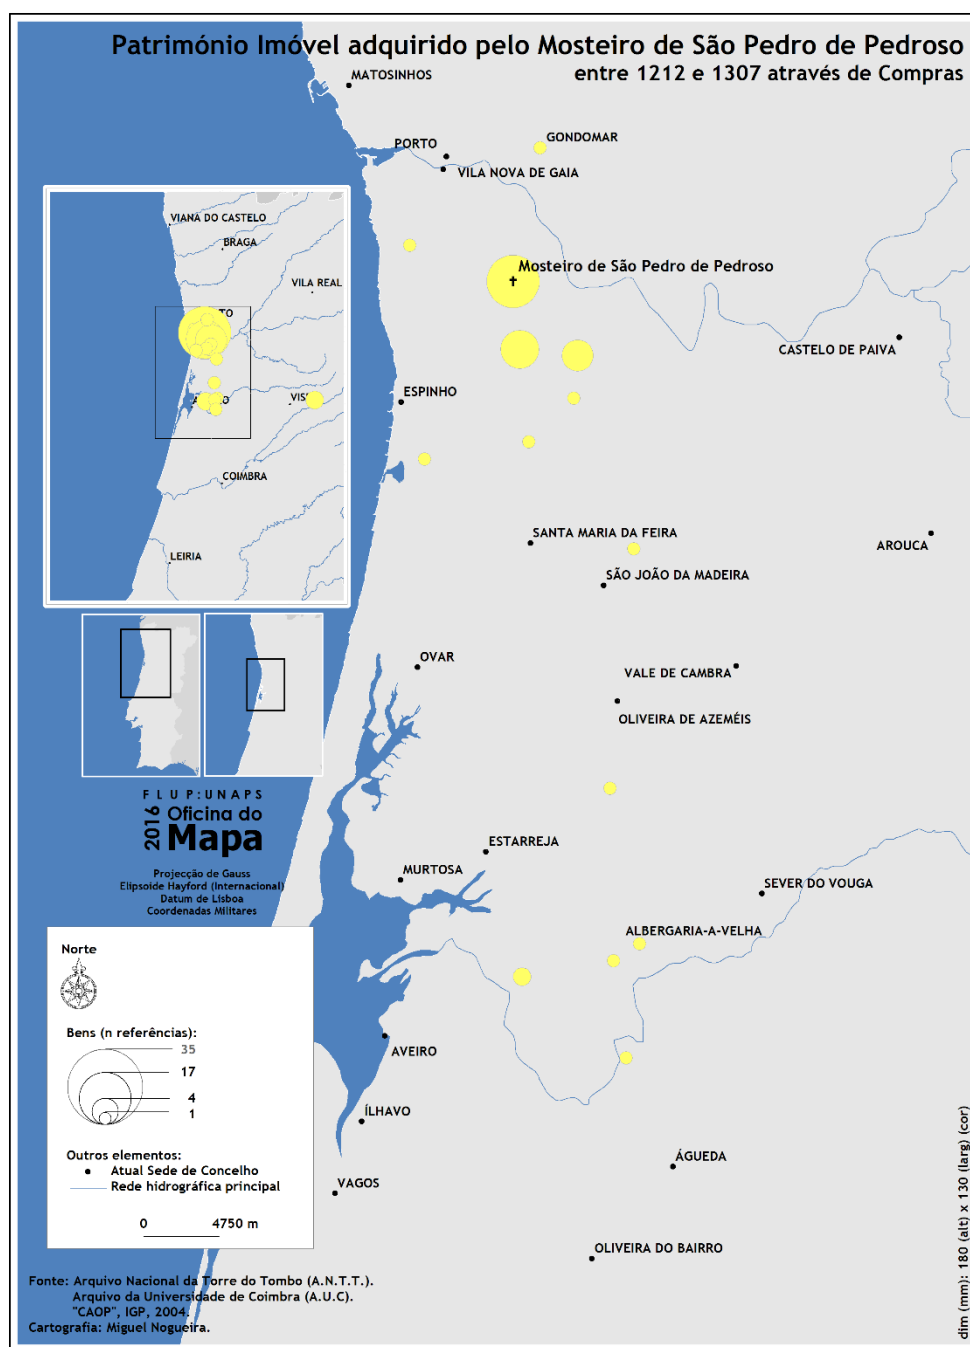 Património Imóvel adquirido pelo Mosteiro de São Pedro de Pedroso
entre 1212 e 1307 através de Compras
MATOSINHOS
GONDOMAR
PORTO
VILA NOVA DE GAIA
Mosteiro de São Pedro de Pedroso
CASTELO DE PAIVA
ESPINHO
SANTA MARIA DA FEIRA
AROUCA
SÃO JOÃO DA MADEIRA
OVAR
VALE DE CAMBRA
OLIVEIRA DE AZEMÉIS
ESTARREJA
MURTOSA
SEVER DO VOUGA
ALBERGARIA-A-VELHA
AVEIRO
ÍLHAVO
ÁGUEDA
VAGOS
OLIVEIRA DO BAIRRO
VIANA DO CASTELO
BRAGA
VILA REAL
COIMBRA
LEIRIA
FLUP:UNAPS
2016 Oficina do
Mapa
Projecção de Gauss
Elipsoide Hayford (Internacional)
Datum de Lisboa
Coordenadas Militares
Norte
Bens (n referências):
35
17
4
1
Outros elementos:
Atual Sede de Concelho
Rede hidrográfica principal
0 4750 m
Fonte: Arquivo Nacional da Torre do Tombo (A.N.T.T.).
Arquivo da Universidade de Coimbra (A.U.C).
"CAOP", IGP, 2004.
Cartografia: Miguel Nogueira.
dim (mm): 180 (alt) x 130 (larg) (cor)